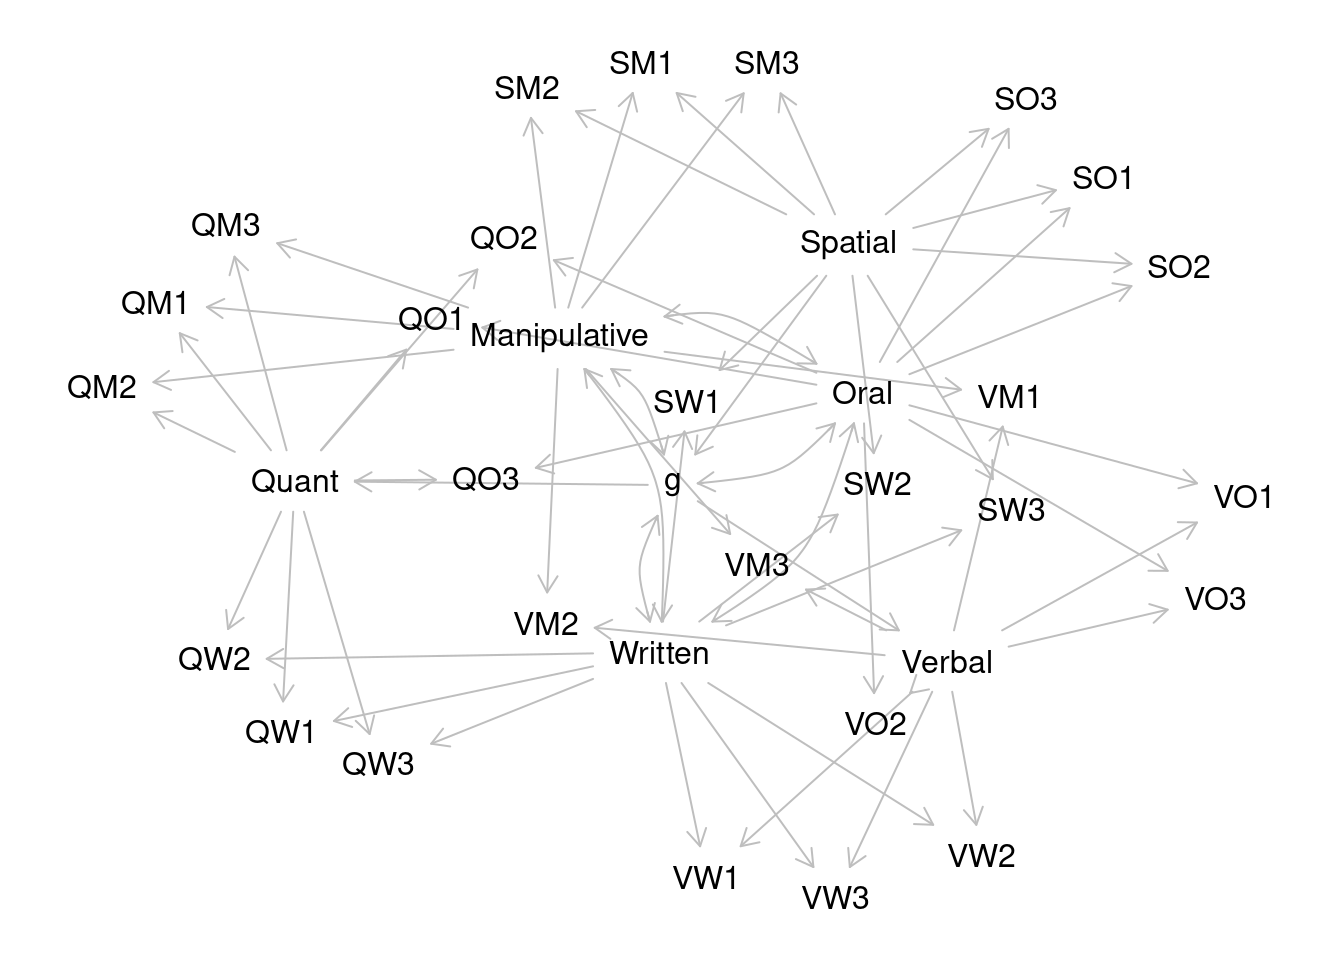 SM1
SM3
SM2
SO3
SO1
QM3
QO2
Spatial
SO2
QM1
QO1
Manipulative
QM2
Oral
VM1
SW1
Quant
QO3
g
SW2
VO1
SW3
VM3
VO3
VM2
Written
QW2
Verbal
VO2
QW1
QW3
VW2
VW1
VW3